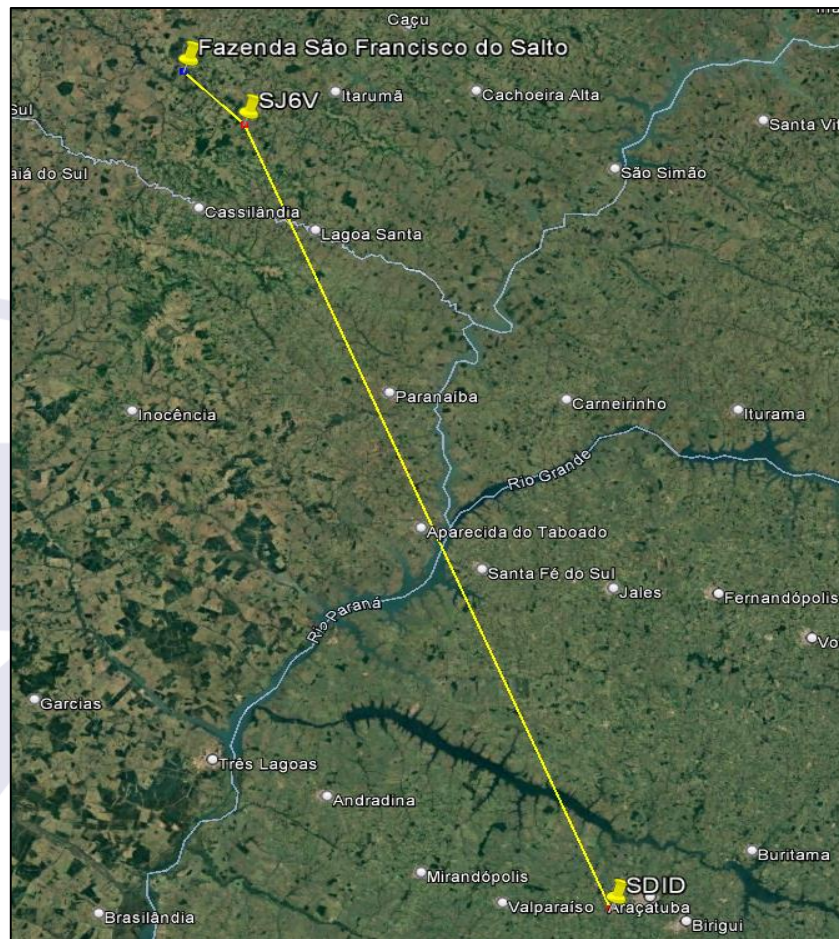 Caçu
Fazenda São Francisco do Salto
SJ6V
Itarumã
Cachoeira Alta
Sul
Santa Vit
São Simão
aiá do Sul
Cassilândia
Lagoa Santa
Paranaíba
Carneirinho
Iturama
Inocência
Rio Grande
Aparecida do Taboado
Santa Fé do Sul
Jales
Fernandópolis
Rio Paraná
Vo
Garcias
Três Lagoas
Andradina
Buritama
Mirandópolis
SDID
Valparaíso
Araçatuba
Brasilândia
Birigui